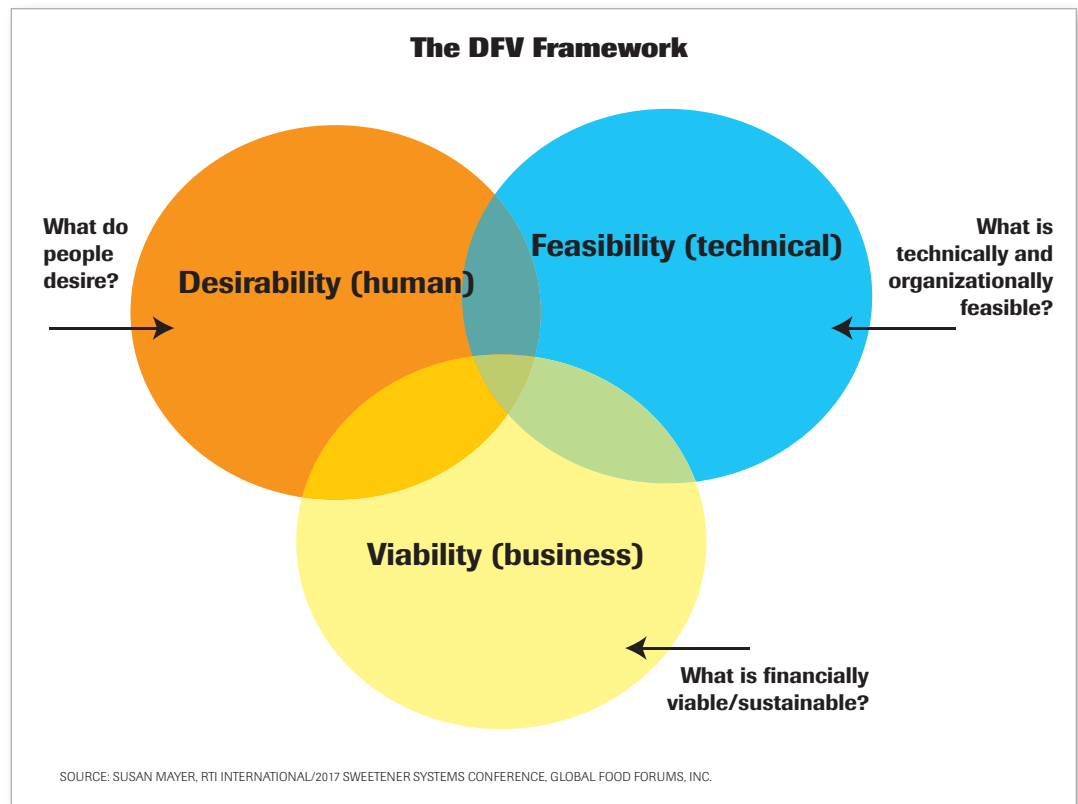 The DFV Framework
What do
people
desire?
Desirability (human)
Feasibility (technical)
What is
technically and
organizationally
feasible?
Viability (business)
What is financially
viable/sustainable?
SOURCE: SUSAN MAYER, RTI INTERNATIONAL/2017 SWEETENER SYSTEMS CONFERENCE, GLOBAL FOOD FORUMS, INC.